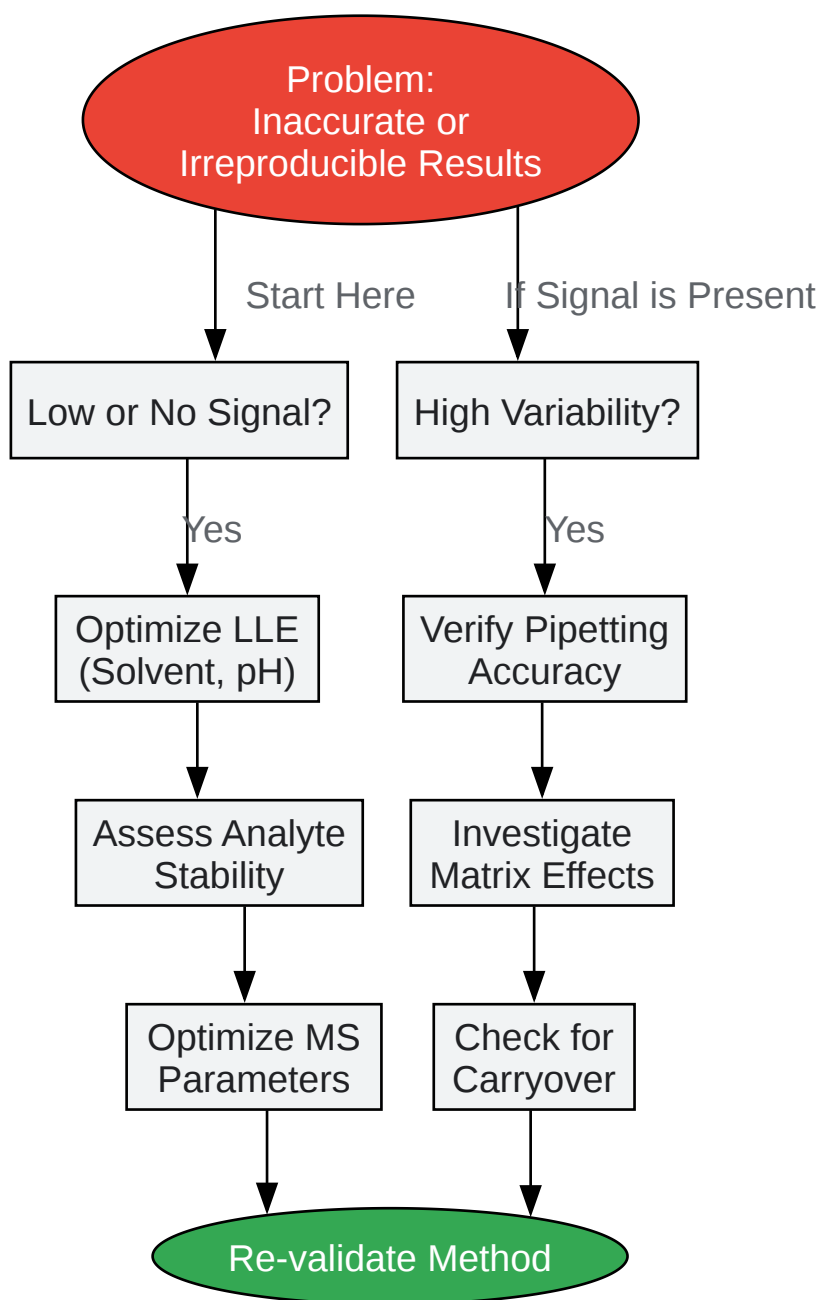 Problem:
Inaccurate or
Irreproducible Results
Start Here
If Signal is Present
Low or No Signal?
High Variability?
Yes
Yes
Optimize LLE
(Solvent, pH)
Verify Pipetting
Accuracy
Assess Analyte
Stability
Investigate
Matrix Effects
Optimize MS
Parameters
Check for
Carryover
Re-validate Method